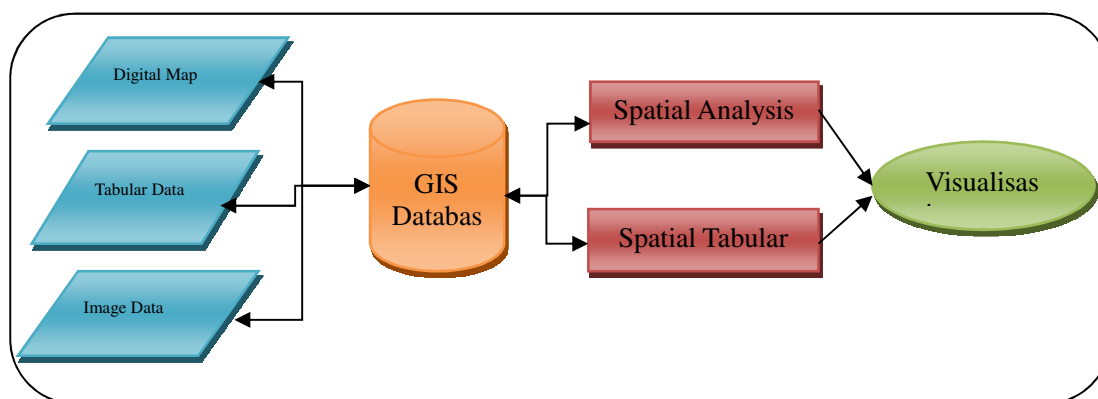 Digital Map
Tabular Data
Image Data
GIS
Databas
Spatial Analysis
Spatial Tabular
Visualisas